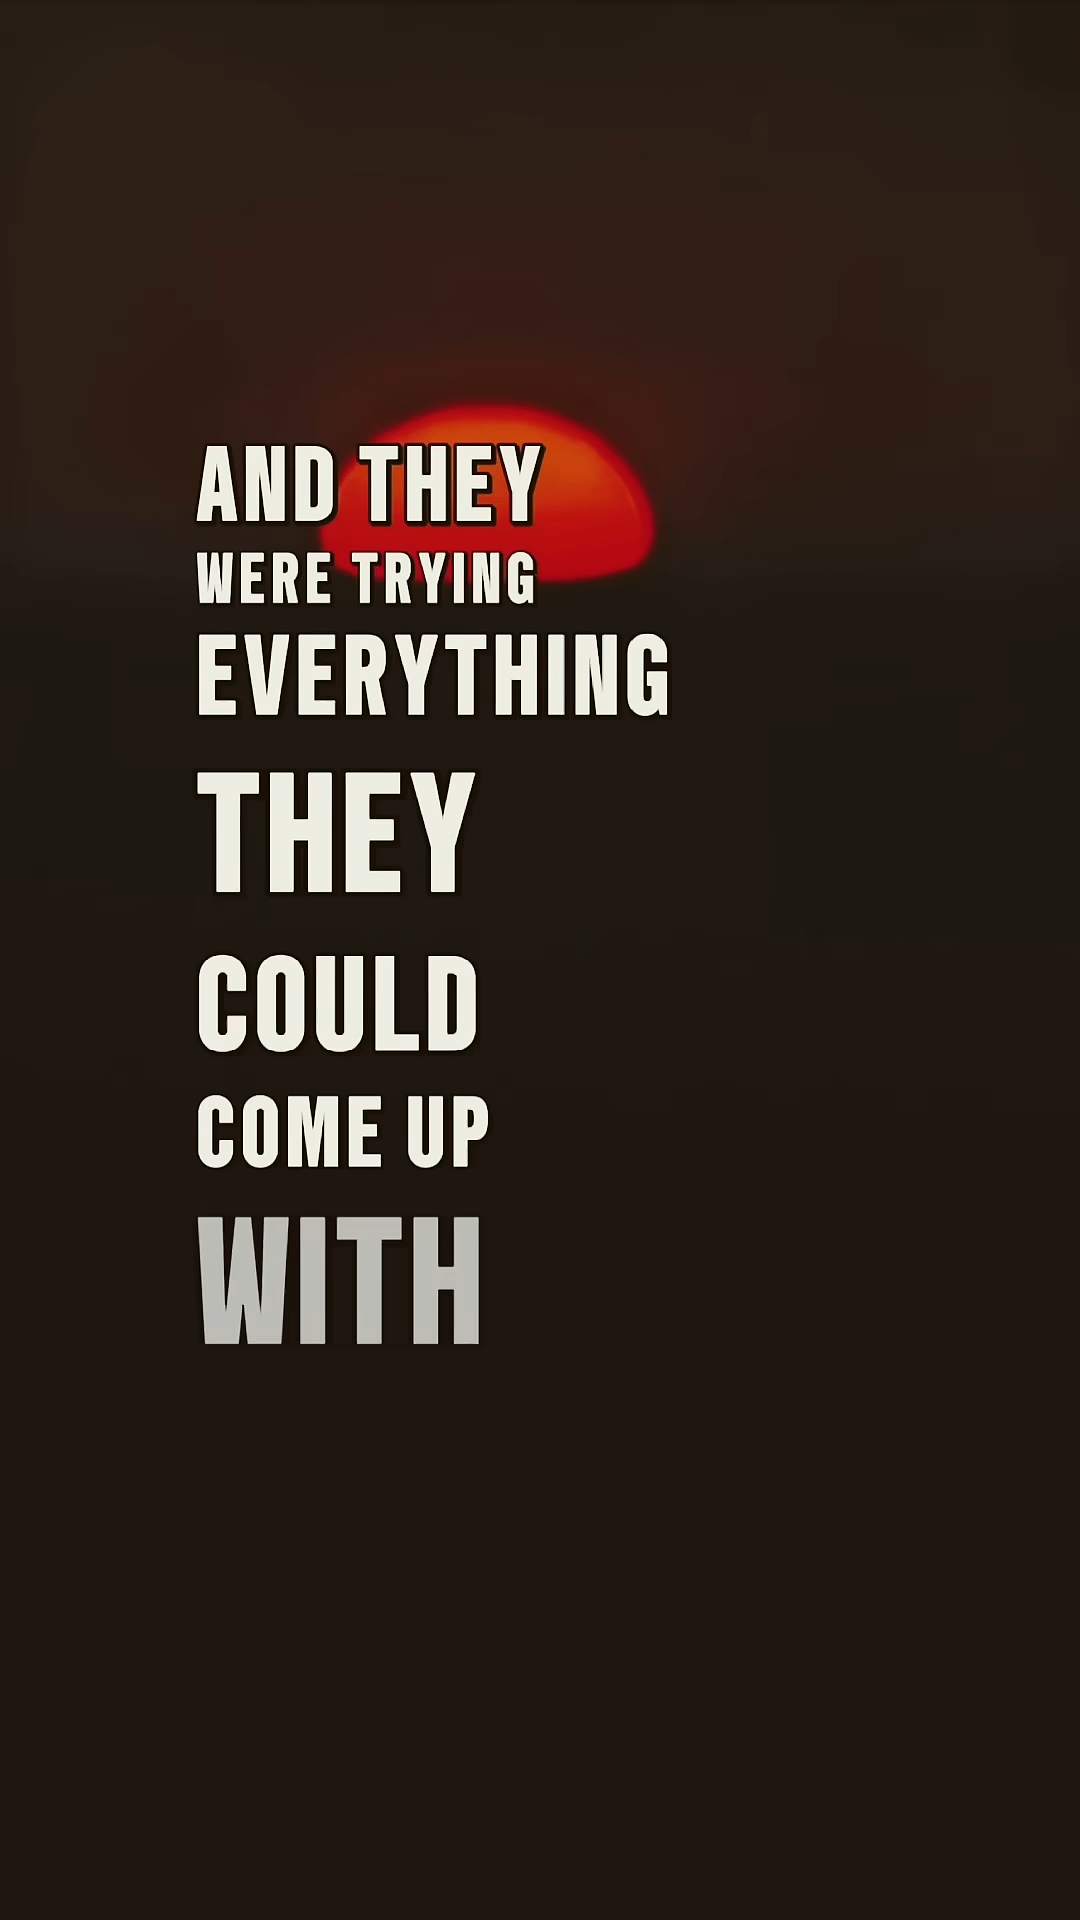 AND THEY
WERE TRYING
EVERYTHING
THEY
COULD
COME UP
WITH